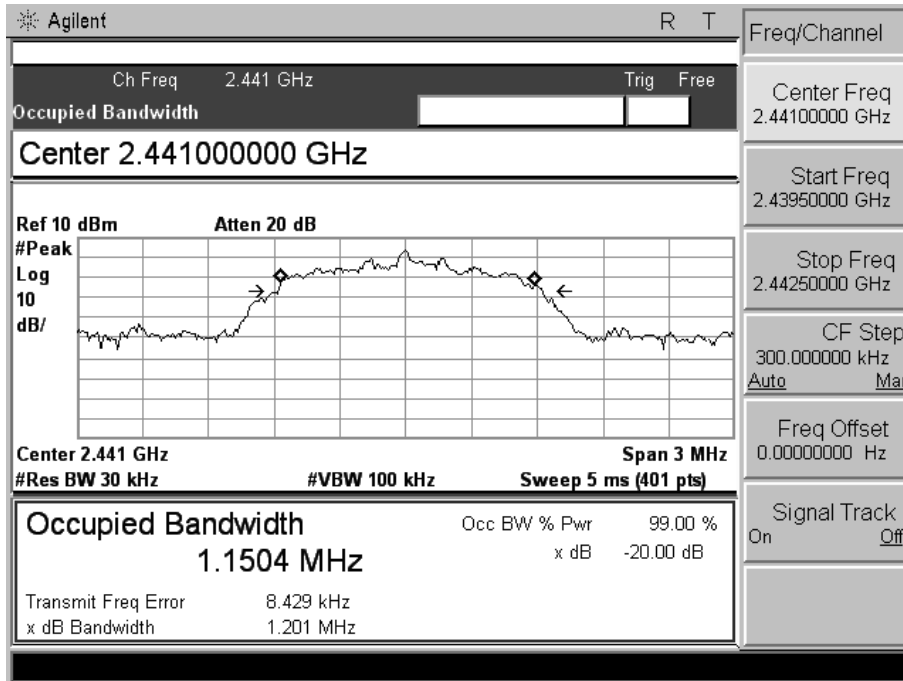 Agilent R T
Ch Freq 2.441 GHz Trig Free
Occupied Bandwidth
Center 2.441000000 GHz
Ref 10 dBm Atten 20 dB
#Peak
Log
10
dB/
Center 2.441 GHz Span 3 MHz
#Res BW 30 kHz #VBW 100 kHz Sweep 5 ms (401 pts)
Occupied Bandwidth
1.1504 MHz
Occ BW % Pwr 99.00 %
x dB -20.00 dB
Transmit Freq Error 8.429 kHz
x dB Bandwidth 1.201 MHz
Freq/Channel
Center Freq
2.44100000 GHz
Start Freq
2.43950000 GHz
Stop Freq
2.44250000 GHz
CF Step
300.000000 kHz
Auto Man
Freq Offset
0.00000000 Hz
Signal Track
On Off